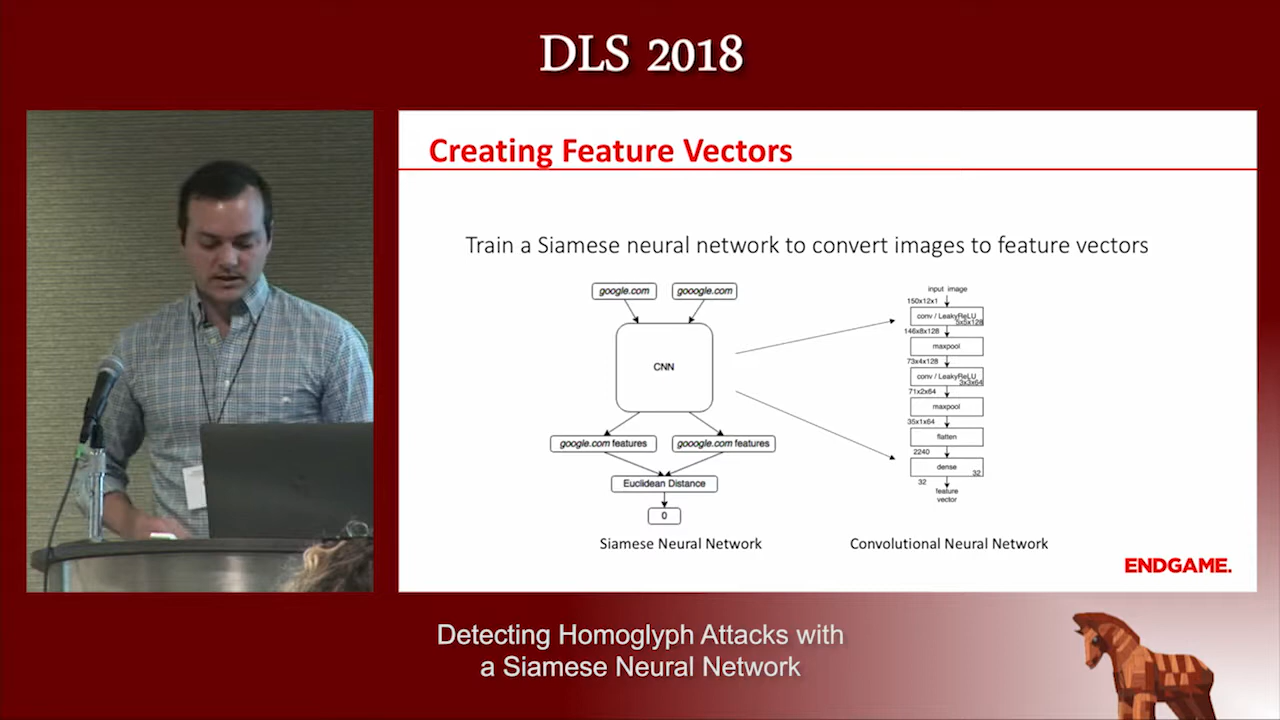 DLS 2018
Creating Feature Vectors
Train a Siamese neural network to convert images to feature vectors
google.com
gooogle.com
CNN
google.com features
gooogle.com features
Euclidean Distance
0
Siamese Neural Network
input image
150x12x1
conv / LeakyReLU
5x5x128
146x8x128
maxpool
73x4x128
conv / LeakyReLU
3x3x64
71x2x64
maxpool
35x1x64
flatten
2240
dense
32
32
feature
vector
Convolutional Neural Network
ENDGAME.
Detecting Homoglyph Attacks with
a Siamese Neural Network